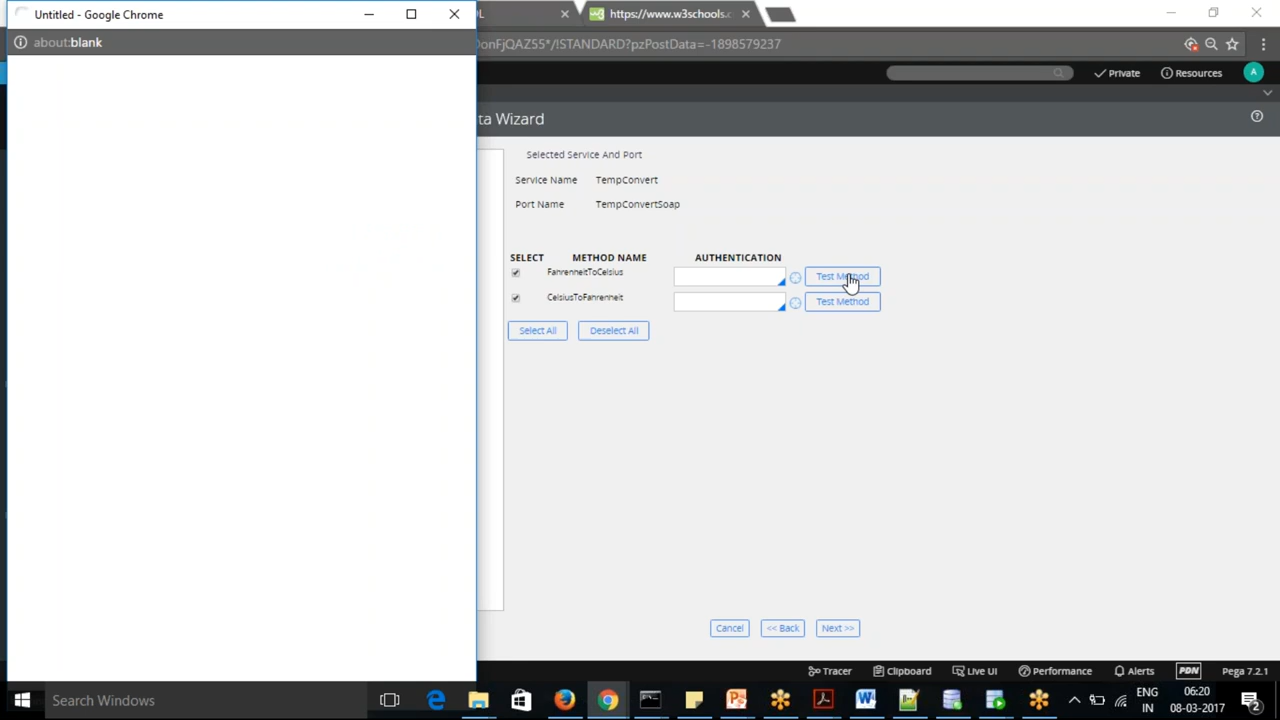 Untitled - Google Chrome
about:blank
https://www.w3schools.c
DonFjQAZS5*/!STANDARD?pzPostData=-1898579237
Private
Resources
A
ta Wizard
Selected Service And Port
Service Name TempConvert
Port Name TempConvertSoap
SELECT METHOD NAME AUTHENTICATION
FahrenheitToCelsius Test Method
CelsiusToFahrenheit Test Method
Select All Deselect All
Cancel << Back Next >>
Tracer Clipboard Live UI Performance Alerts PDN Pega 7.2.1
Search Windows
ENG 06:20
IN 08-03-2017
2